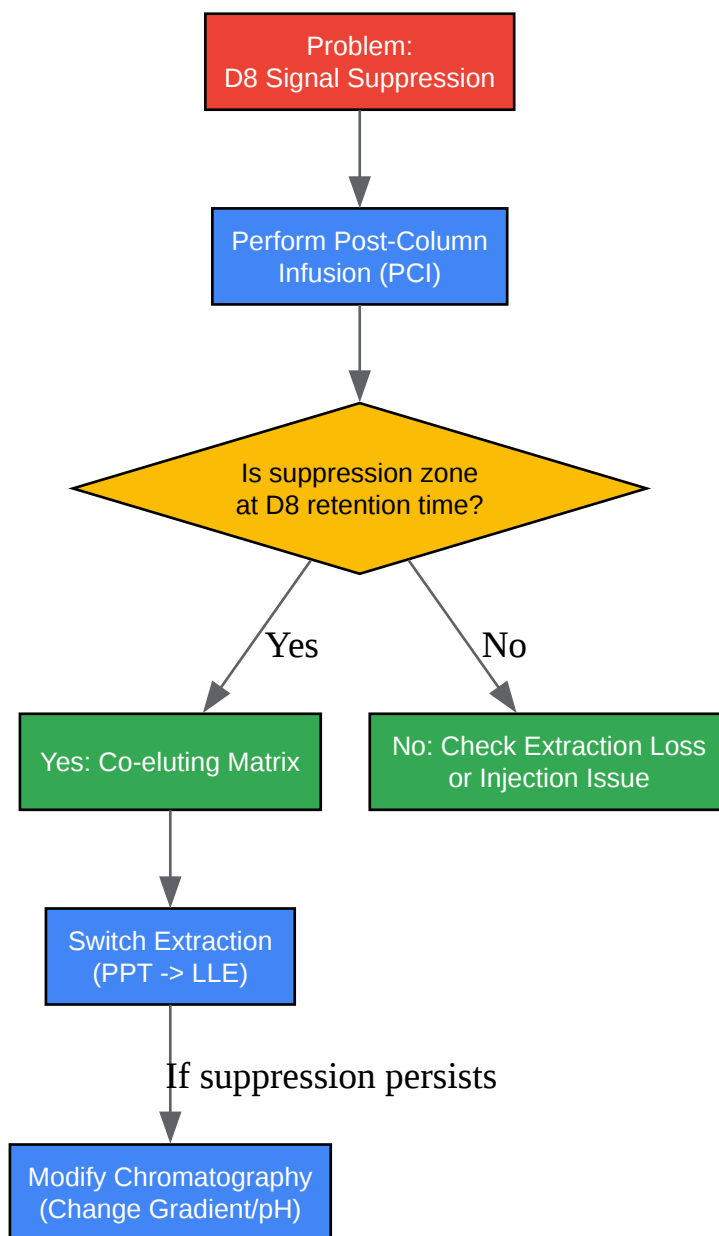 Problem:
D8 Signal Suppression
Perform Post-Column
Infusion (PCI)
Is suppression zone
at D8 retention time?
Yes
No
Yes: Co-eluting Matrix
No: Check Extraction Loss
or Injection Issue
Switch Extraction
(PPT -> LLE)
If suppression persists
Modify Chromatography
(Change Gradient/pH)